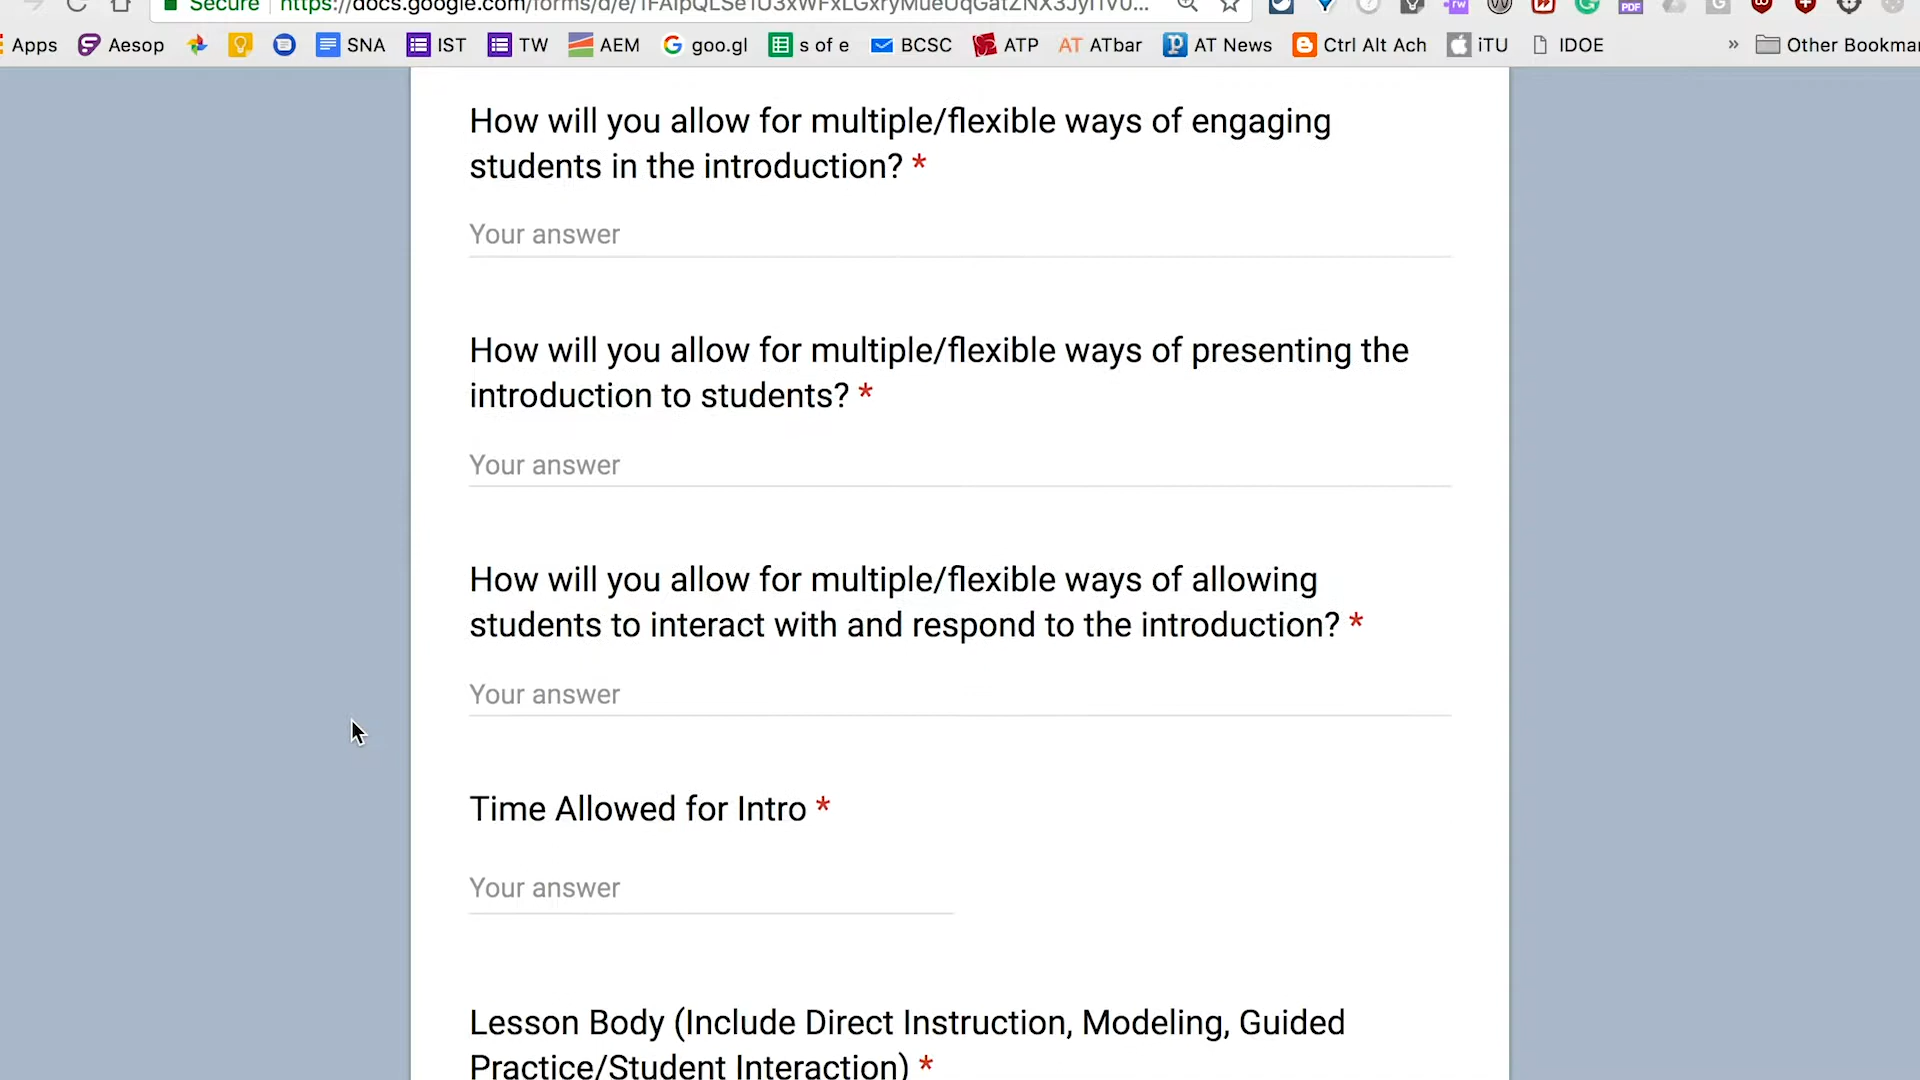 Secure
Apps Aesop SNA IST TW AEM goo.gl s of e BCSC ATP AT ATbar AT News Ctrl Alt Ach iTU IDOE » Other Bookmar
How will you allow for multiple/flexible ways of engaging
students in the introduction? *
Your answer
How will you allow for multiple/flexible ways of presenting the
introduction to students? *
Your answer
How will you allow for multiple/flexible ways of allowing
students to interact with and respond to the introduction? *
Your answer
Time Allowed for Intro *
Your answer
Lesson Body (Include Direct Instruction, Modeling, Guided
Practice/Student Interaction) *